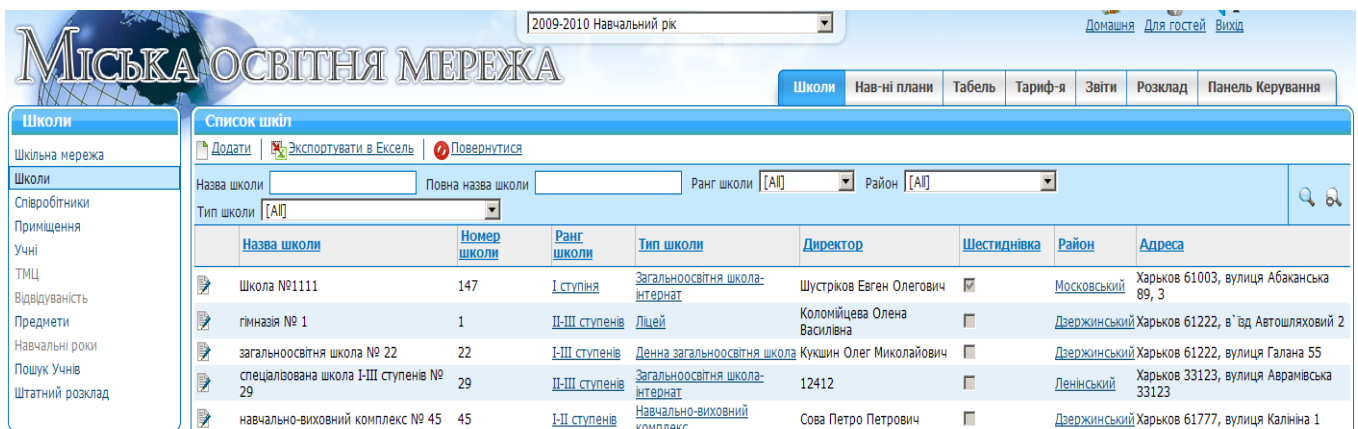 2009-2010 Навчальний рік
Домашня Для гостей Вихід
МІСЬКА ОСВІТНЯ МЕРЕЖА
Школи Нав-ні плани Табель Тариф-я Звіти Розклад Панель Керування
Школи
Шкільна мережа
Школи
Співробітники
Приміщення
Учні
ТМЦ
Відвідуваність
Предмети
Навчальні роки
Пошук Учнів
Штатний розклад
Список шкіл
Додати Экспортувати в Ексель Повернутися
Назва школи Повна назва школи Ранг школи [All] Район [All]
Тип школи [All]
Назва школи Номер школи Ранг школи Тип школи Директор Шестиднівка Район Адреса
Школа №1111 147 I ступіня Загальноосвітня школа-інтернат Шустріков Евген Олегович Московський Харьков 61003, вулиця Абаканська 89, 3
гімназія № 1 1 II-III ступенів Ліцей Коломійцева Олена Василівна Дзержинський Харьков 61222, в`їзд Автошляховий 2
загальноосвітня школа № 22 22 I-III ступенів Денна загальноосвітня школа Кукшин Олег Миколайович Дзержинський Харьков 61222, вулиця Галана 55
спеціалізована школа I-III ступенів № 29 29 II-III ступенів Загальноосвітня школа-інтернат 12412 Ленінський Харьков 33123, вулиця Аврамівська 33123
навчально-виховний комплекс № 45 45 I-II ступенів Навчально-виховний комплекс Сова Петро Петрович Дзержинський Харьков 61777, вулиця Калініна 1